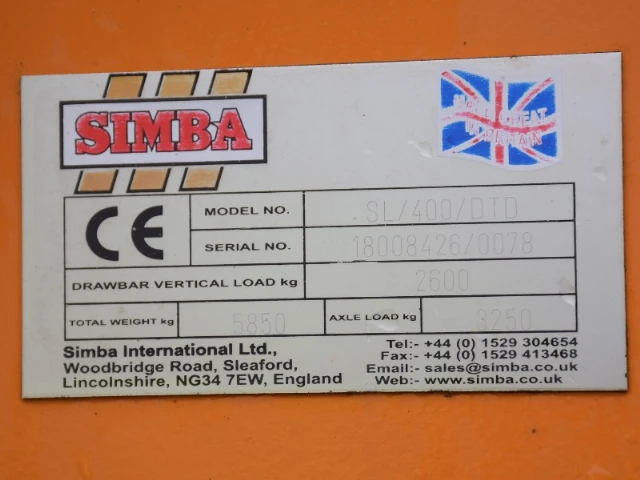 SIMBA
MADE GREAT
IN BRITAIN
CE
MODEL NO. SL/400/DTD
SERIAL NO. 18008426/0078
DRAWBAR VERTICAL LOAD kg 2600
TOTAL WEIGHT kg 5850 AXLE LOAD kg 3250
Simba International Ltd.,
Woodbridge Road, Sleaford,
Lincolnshire, NG34 7EW, England
Tel:- +44 (0) 1529 304654
Fax:- +44 (0) 1529 413468
Email:- sales@simba.co.uk
Web:- www.simba.co.uk